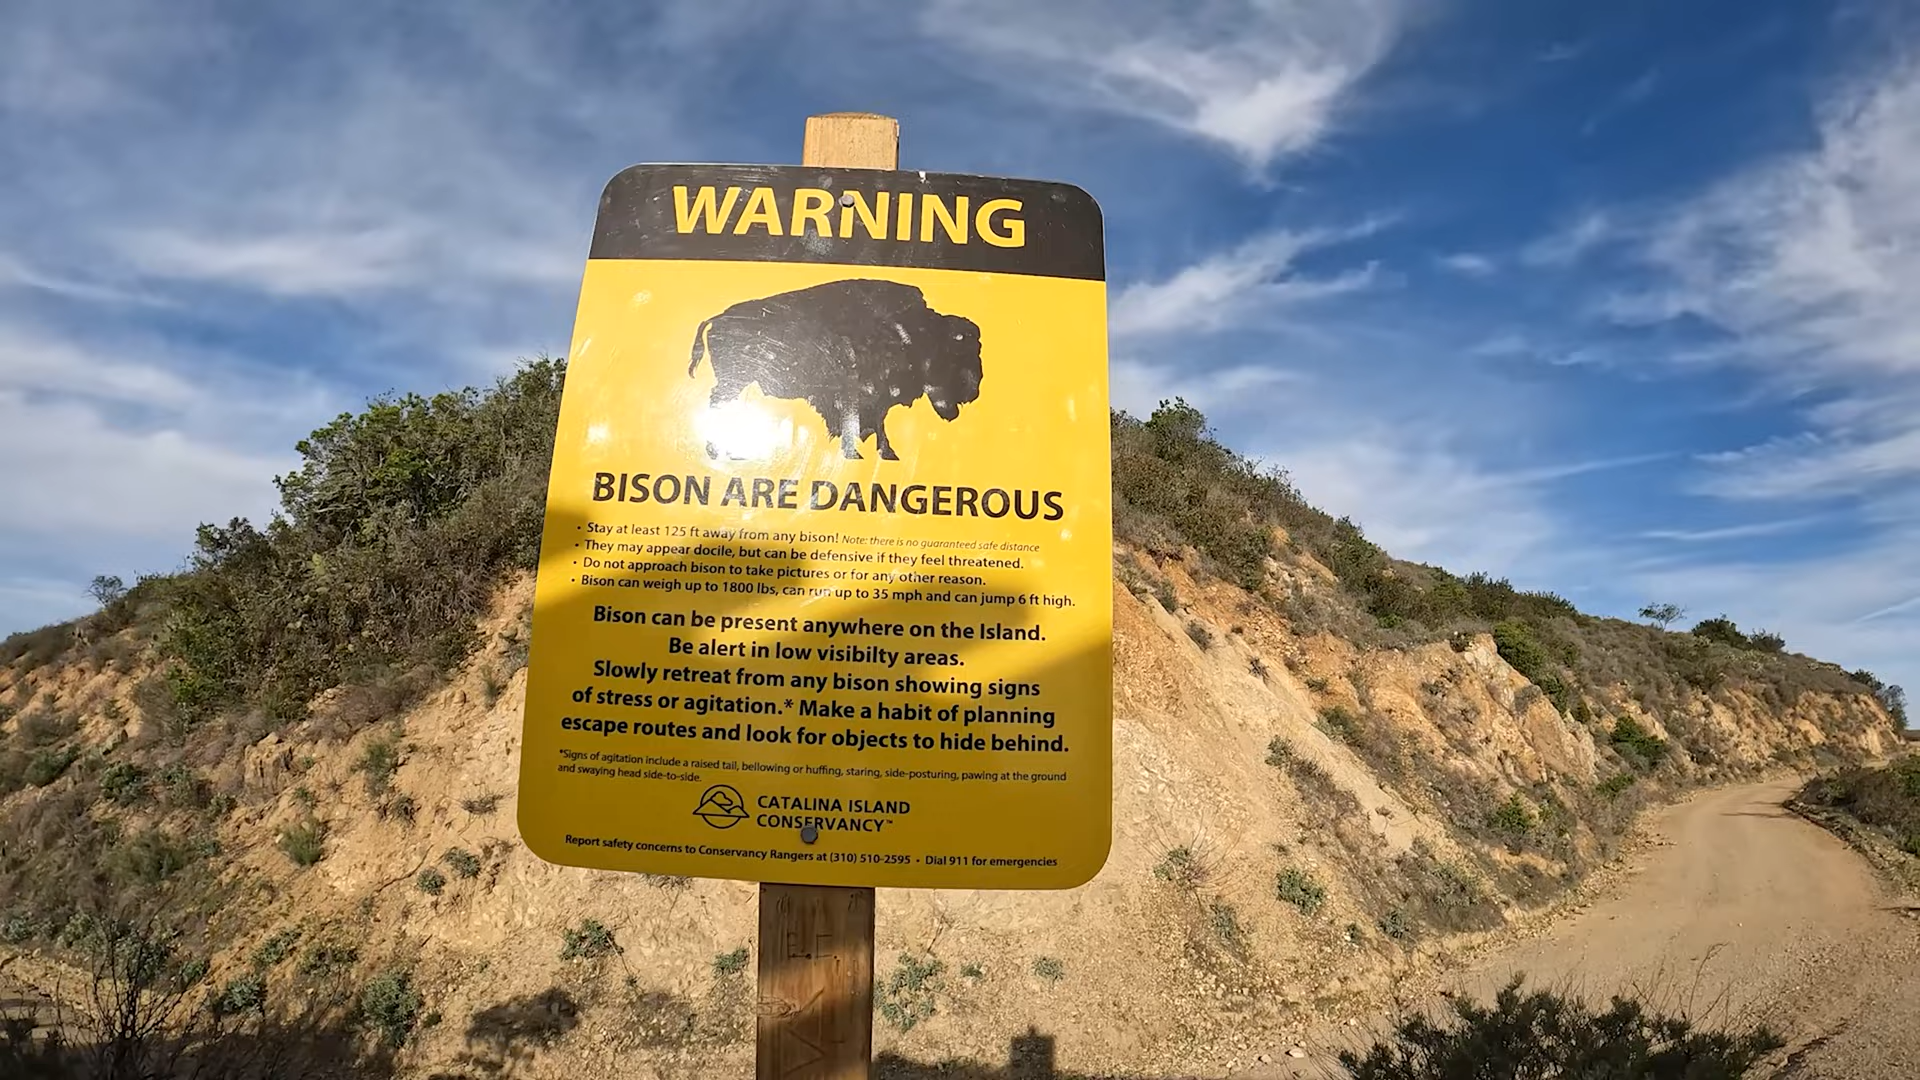 WARNING
BISON ARE DANGEROUS
• Stay at least 125 ft away from any bison! Note: there is no guaranteed safe distance
• They may appear docile, but can be defensive if they feel threatened.
• Do not approach bison to take pictures or for any other reason.
• Bison can weigh up to 1800 lbs, can run up to 35 mph and can jump 6 ft high.
Bison can be present anywhere on the Island.
Be alert in low visibilty areas.
Slowly retreat from any bison showing signs
of stress or agitation.* Make a habit of planning
escape routes and look for objects to hide behind.
*Signs of agitation include a raised tail, bellowing or huffing, staring, side-posturing, pawing at the ground
and swaying head side-to-side.
CATALINA ISLAND
CONSERVANCY™
Report safety concerns to Conservancy Rangers at (310) 510-2595 • Dial 911 for emergencies